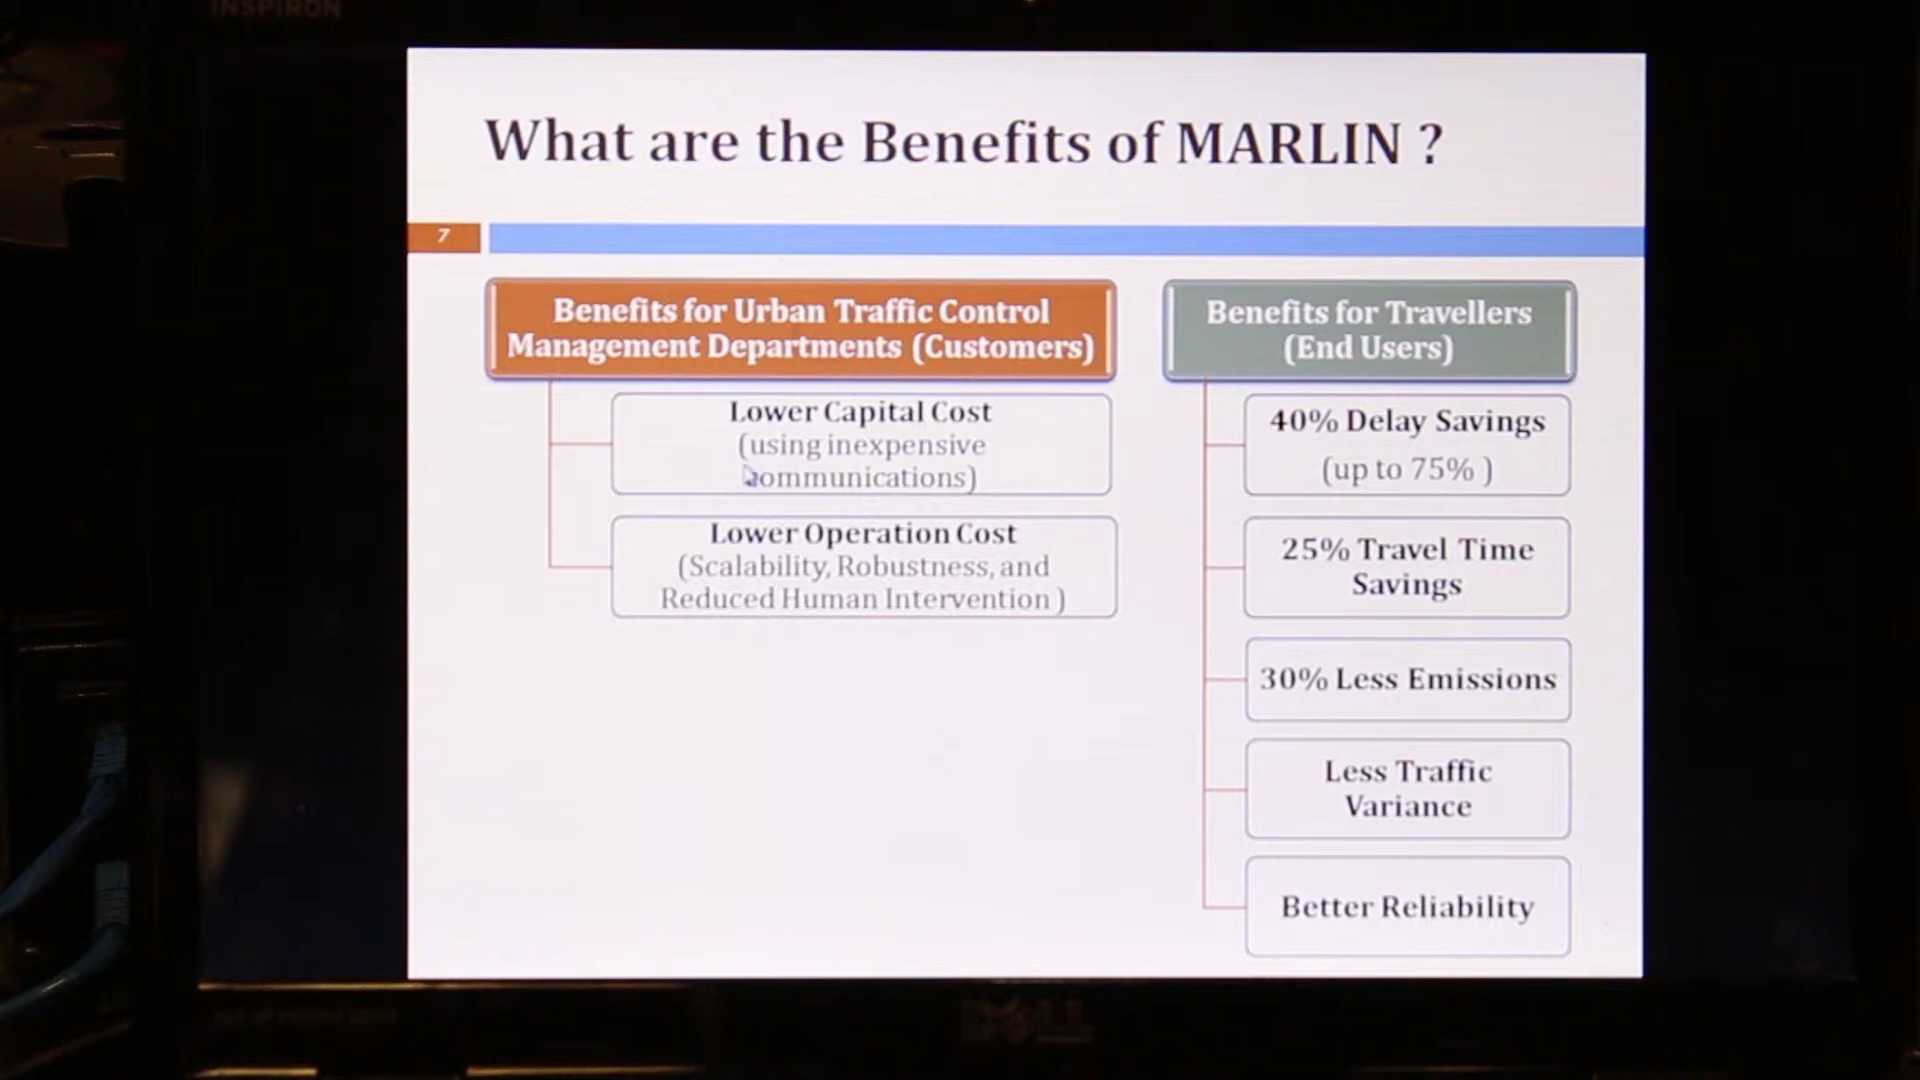 INSPIRON
What are the Benefits of MARLIN ?
7
Benefits for Urban Traffic Control
Management Departments (Customers)
Lower Capital Cost
(using inexpensive
communications)
Lower Operation Cost
(Scalability, Robustness, and
Reduced Human Intervention )
Benefits for Travellers
(End Users)
40% Delay Savings
(up to 75% )
25% Travel Time
Savings
30% Less Emissions
Less Traffic
Variance
Better Reliability
DELL